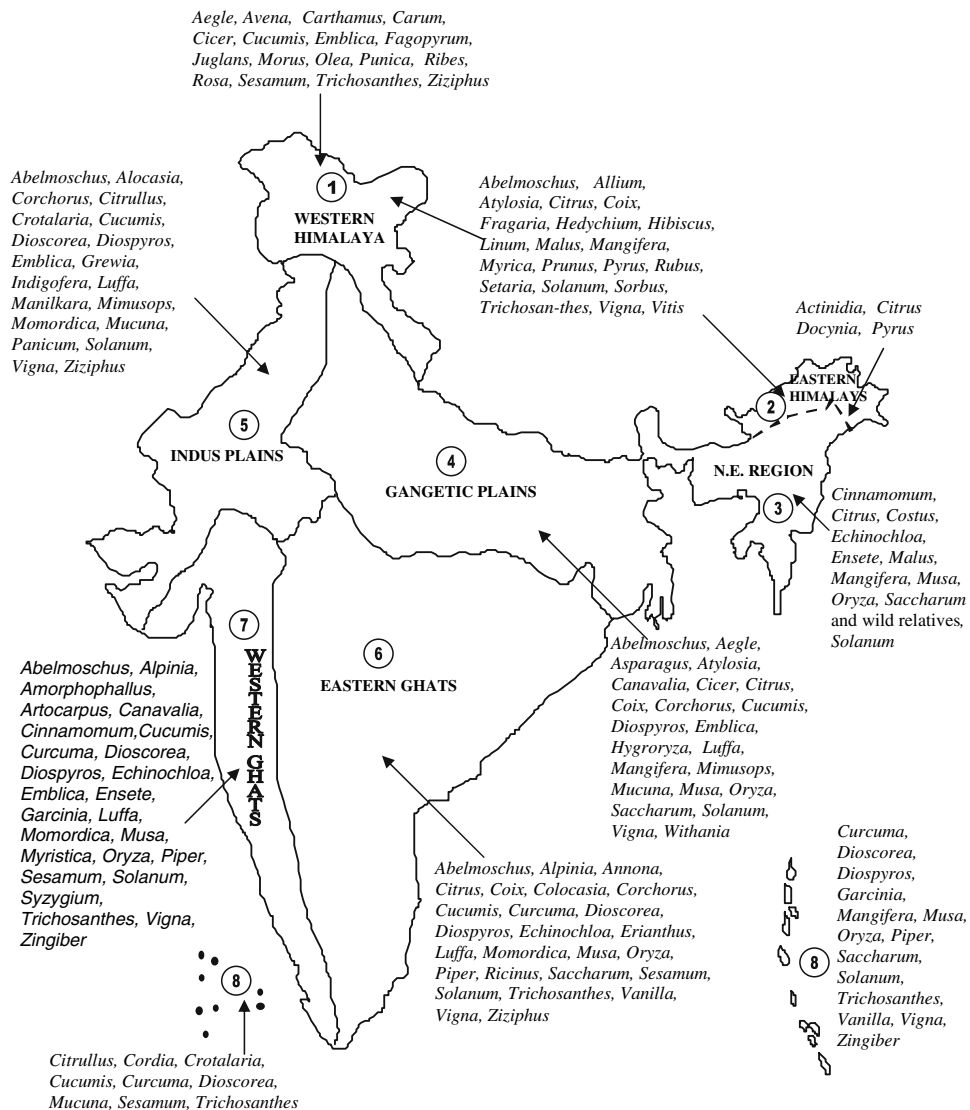 Aegle, Avena, Carthamus, Carum,
Cicer, Cucumis, Emblica, Fagopyrum,
Juglans, Morus, Olea, Punica, Ribes,
Rosa, Sesamum, Trichosanthes, Ziziphus
Abelmoschus, Alocasia,
Corchorus, Citrullus,
Crotalaria, Cucumis,
Dioscorea, Diospyros,
Emblica, Grewia,
Indigofera, Luffa,
Manilkara, Mimusops,
Momordica, Mucuna,
Panicum, Solanum,
Vigna, Ziziphus
1
WESTERN
HIMALAYA
Abelmoschus, Allium,
Atylosia, Citrus, Coix,
Fragaria, Hedychium, Hibiscus,
Linum, Malus, Mangifera,
Myrica, Prunus, Pyrus, Rubus,
Setaria, Solanum, Sorbus,
Trichosan-thes, Vigna, Vitis
Actinidia, Citrus
Docynia, Pyrus
EASTERN
HIMALAYS
2
5
INDUS PLAINS
4
GANGETIC PLAINS
N.E. REGION
3
Cinnamomum,
Citrus, Costus,
Echinochloa,
Ensete, Malus,
Mangifera, Musa,
Oryza, Saccharum
and wild relatives,
Solanum
7
WESTERN GHATS
6
EASTERN GHATS
Abelmoschus, Aegle,
Asparagus, Atylosia,
Canavalia, Cicer, Citrus,
Coix, Corchorus, Cucumis,
Diospyros, Emblica,
Hygroryza, Luffa,
Mangifera, Mimusops,
Mucuna, Musa, Oryza,
Saccharum, Solanum,
Vigna, Withania
Abelmoschus, Alpinia,
Amorphophallus,
Artocarpus, Canavalia,
Cinnamomum,Cucumis,
Curcuma, Dioscorea,
Diospyros, Echinochloa,
Emblica, Ensete,
Garcinia, Luffa,
Momordica, Musa,
Myristica, Oryza, Piper,
Sesamum, Solanum,
Syzygium,
Trichosanthes, Vigna,
Zingiber
Abelmoschus, Alpinia, Annona,
Citrus, Coix, Colocasia, Corchorus,
Cucumis, Curcuma, Dioscorea,
Diospyros, Echinochloa, Erianthus,
Luffa, Momordica, Musa, Oryza,
Piper, Ricinus, Saccharum, Sesamum,
Solanum, Trichosanthes, Vanilla,
Vigna, Ziziphus
Curcuma,
Dioscorea,
Diospyros,
Garcinia,
Mangifera, Musa,
Oryza, Piper,
Saccharum,
Solanum,
Trichosanthes,
Vanilla, Vigna,
Zingiber
8
8
Citrullus, Cordia, Crotalaria,
Cucumis, Curcuma, Dioscorea,
Mucuna, Sesamum, Trichosanthes